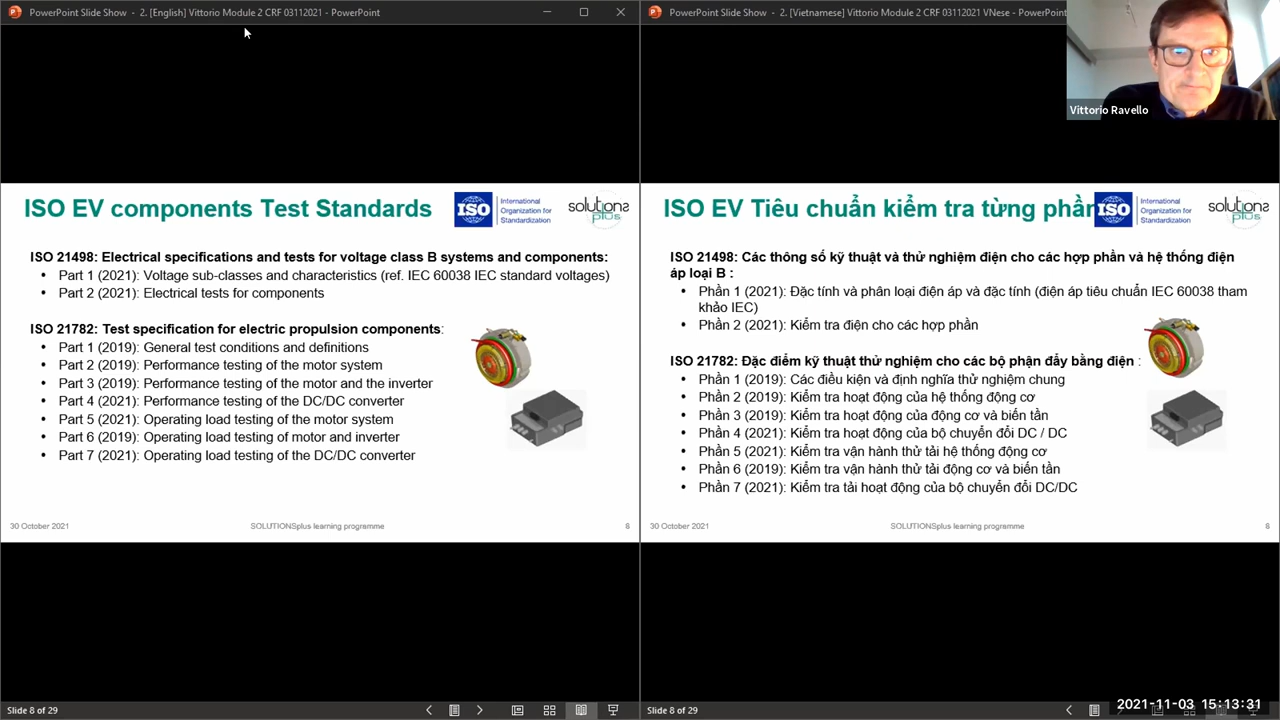 PowerPoint Slide Show - 2. [English] Vittorio Module 2 CRF 03112021 - PowerPoint
ISO EV components Test Standards
ISO
International
Organization for
Standardization
solutions
plus
ISO 21498: Electrical specifications and tests for voltage class B systems and components:
• Part 1 (2021): Voltage sub-classes and characteristics (ref. IEC 60038 IEC standard voltages)
• Part 2 (2021): Electrical tests for components
ISO 21782: Test specification for electric propulsion components:
• Part 1 (2019): General test conditions and definitions
• Part 2 (2019): Performance testing of the motor system
• Part 3 (2019): Performance testing of the motor and the inverter
• Part 4 (2021): Performance testing of the DC/DC converter
• Part 5 (2021): Operating load testing of the motor system
• Part 6 (2019): Operating load testing of motor and inverter
• Part 7 (2021): Operating load testing of the DC/DC converter
30 October 2021
SOLUTIONSplus learning programme
8
Slide 8 of 29
PowerPoint Slide Show - 2. [Vietnamese] Vittorio Module 2 CRF 03112021 VNese - PowerPoint
Vittorio Ravello
ISO EV Tiêu chuẩn kiểm tra từng phần
ISO
International
Organization for
Standardization
solutions
plus
ISO 21498: Các thông số kỹ thuật và thử nghiệm điện cho các hợp phần và hệ thống điện
áp loại B :
• Phần 1 (2021): Đặc tính và phân loại điện áp và đặc tính (điện áp tiêu chuẩn IEC 60038 tham
khảo IEC)
• Phần 2 (2021): Kiểm tra điện cho các hợp phần
ISO 21782: Đặc điểm kỹ thuật thử nghiệm cho các bộ phận đẩy bằng điện :
• Phần 1 (2019): Các điều kiện và định nghĩa thử nghiệm chung
• Phần 2 (2019): Kiểm tra hoạt động của hệ thống động cơ
• Phần 3 (2019): Kiểm tra hoạt động của động cơ và biến tần
• Phần 4 (2021): Kiểm tra hoạt động của bộ chuyển đổi DC / DC
• Phần 5 (2021): Kiểm tra vận hành thử tải hệ thống động cơ
• Phần 6 (2019): Kiểm tra vận hành thử tải động cơ và biến tần
• Phần 7 (2021): Kiểm tra tải hoạt động của bộ chuyển đổi DC/DC
30 October 2021
SOLUTIONSplus learning programme
8
Slide 8 of 29
2021-11-03 15:13:31